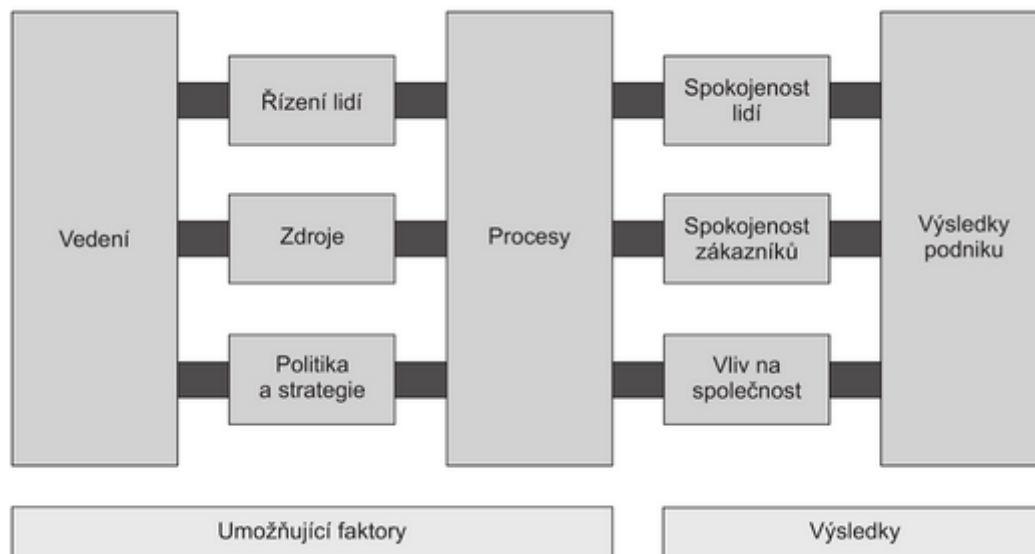 Vedení
Řízení lidí
Zdroje
Politika
a strategie
Procesy
Spokojenost
lidí
Spokojenost
zákazníků
Vliv na
společnost
Výsledky
podniku
Umožňující faktory
Výsledky